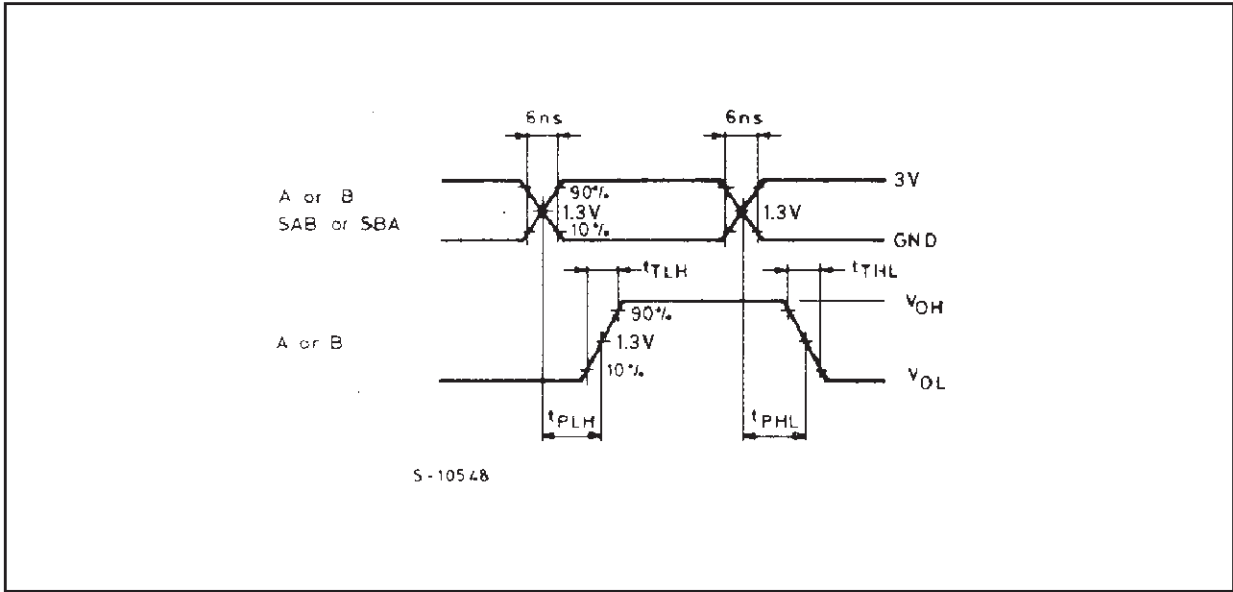 6ns 6ns
A or B
SAB or SBA
90%
1.3V
10%
1.3V
3V
GND
tTLH tTHL
A or B
90%
1.3V
10%
VOH
VOL
tPLH tPHL
S-10548